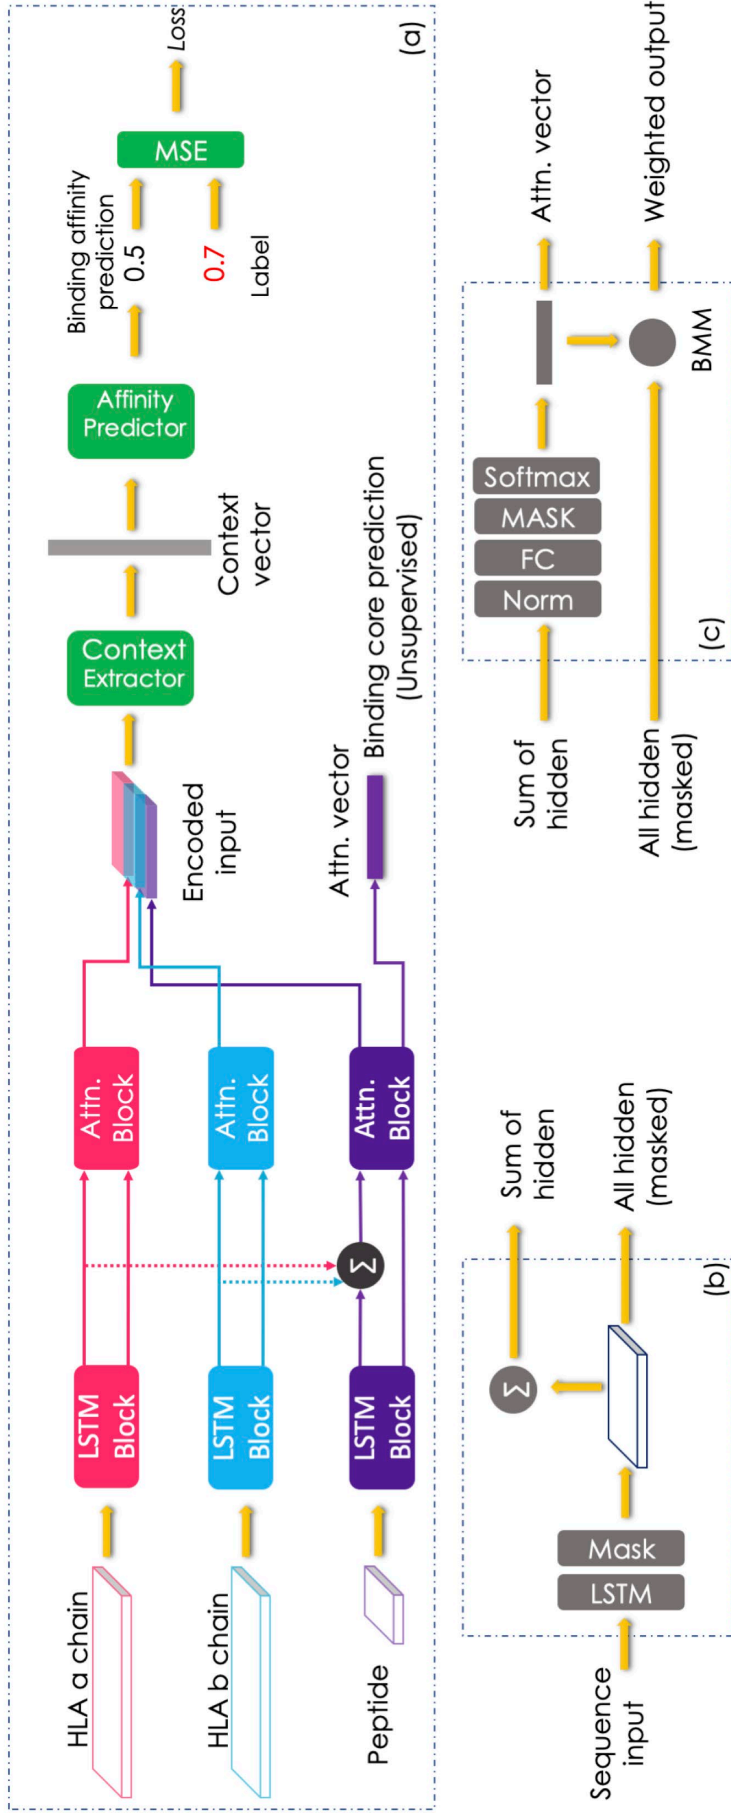 HLA a chain
LSTM
Block
Attn.
Block
HLA b chain
LSTM
Block
Attn.
Block
Peptide
LSTM
Block
Σ
Attn.
Block
Encoded
input
Attn. vector
Binding core prediction
(Unsupervised)
Context
Extractor
Context
vector
Affinity
Predictor
Binding affinity
prediction
0.5
0.7
Label
MSE
Loss
(a)
Sequence
input
LSTM
Mask
Σ
Sum of
hidden
All hidden
(masked)
(b)
Sum of
hidden
All hidden
(masked)
Norm
FC
MASK
Softmax
BMM
Attn. vector
Weighted output
(c)